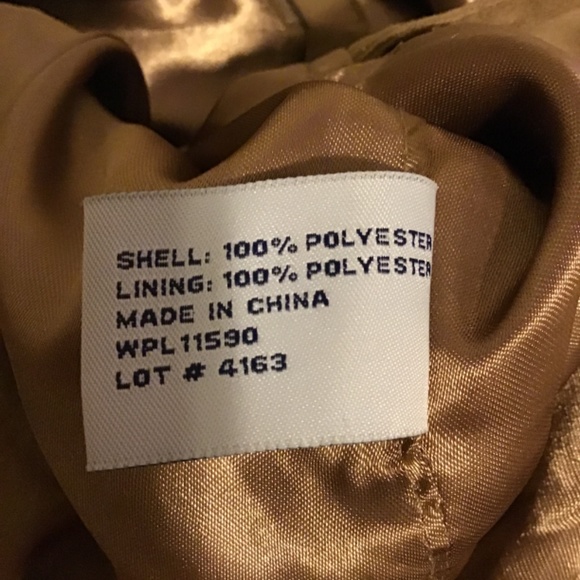 SHELL: 100% POLYESTER
LINING: 100% POLYESTER
MADE IN CHINA
WPL11590
LOT # 4163